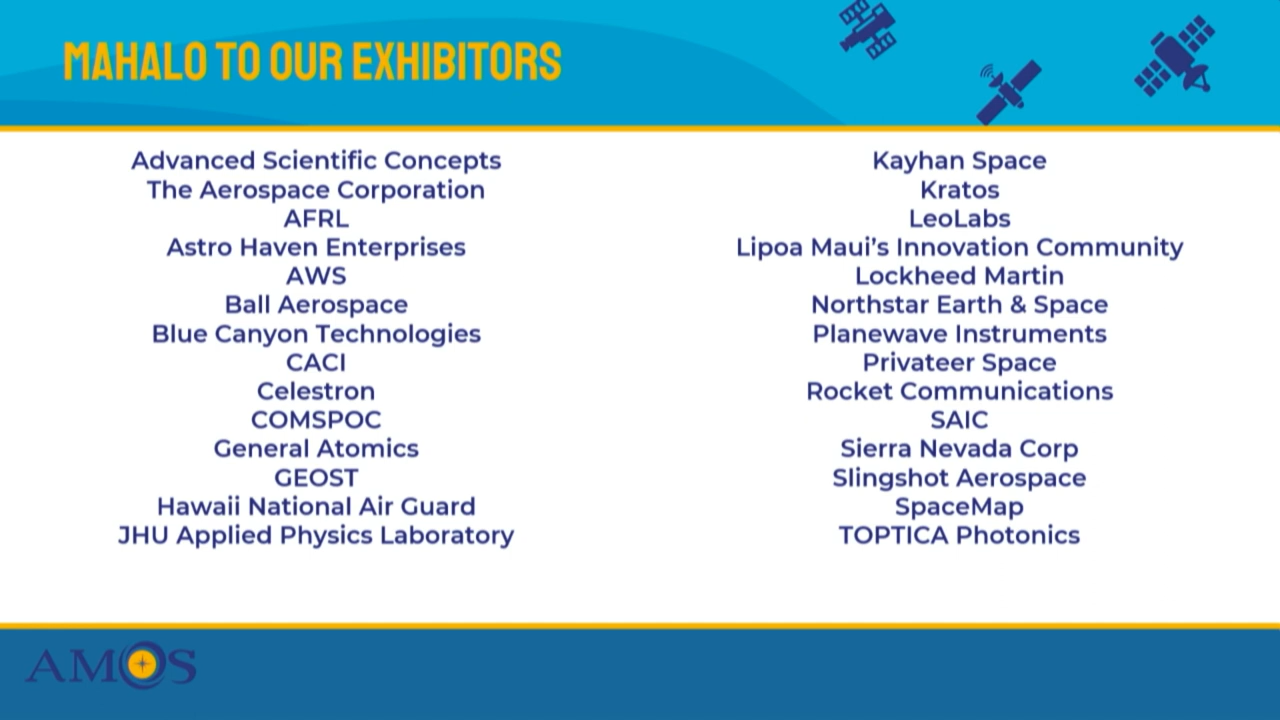 MAHALO TO OUR EXHIBITORS
Advanced Scientific Concepts
The Aerospace Corporation
AFRL
Astro Haven Enterprises
AWS
Ball Aerospace
Blue Canyon Technologies
CACI
Celestron
COMSPOC
General Atomics
GEOST
Hawaii National Air Guard
JHU Applied Physics Laboratory
Kayhan Space
Kratos
LeoLabs
Lipoa Maui’s Innovation Community
Lockheed Martin
Northstar Earth & Space
Planewave Instruments
Privateer Space
Rocket Communications
SAIC
Sierra Nevada Corp
Slingshot Aerospace
SpaceMap
TOPTICA Photonics
AMOS